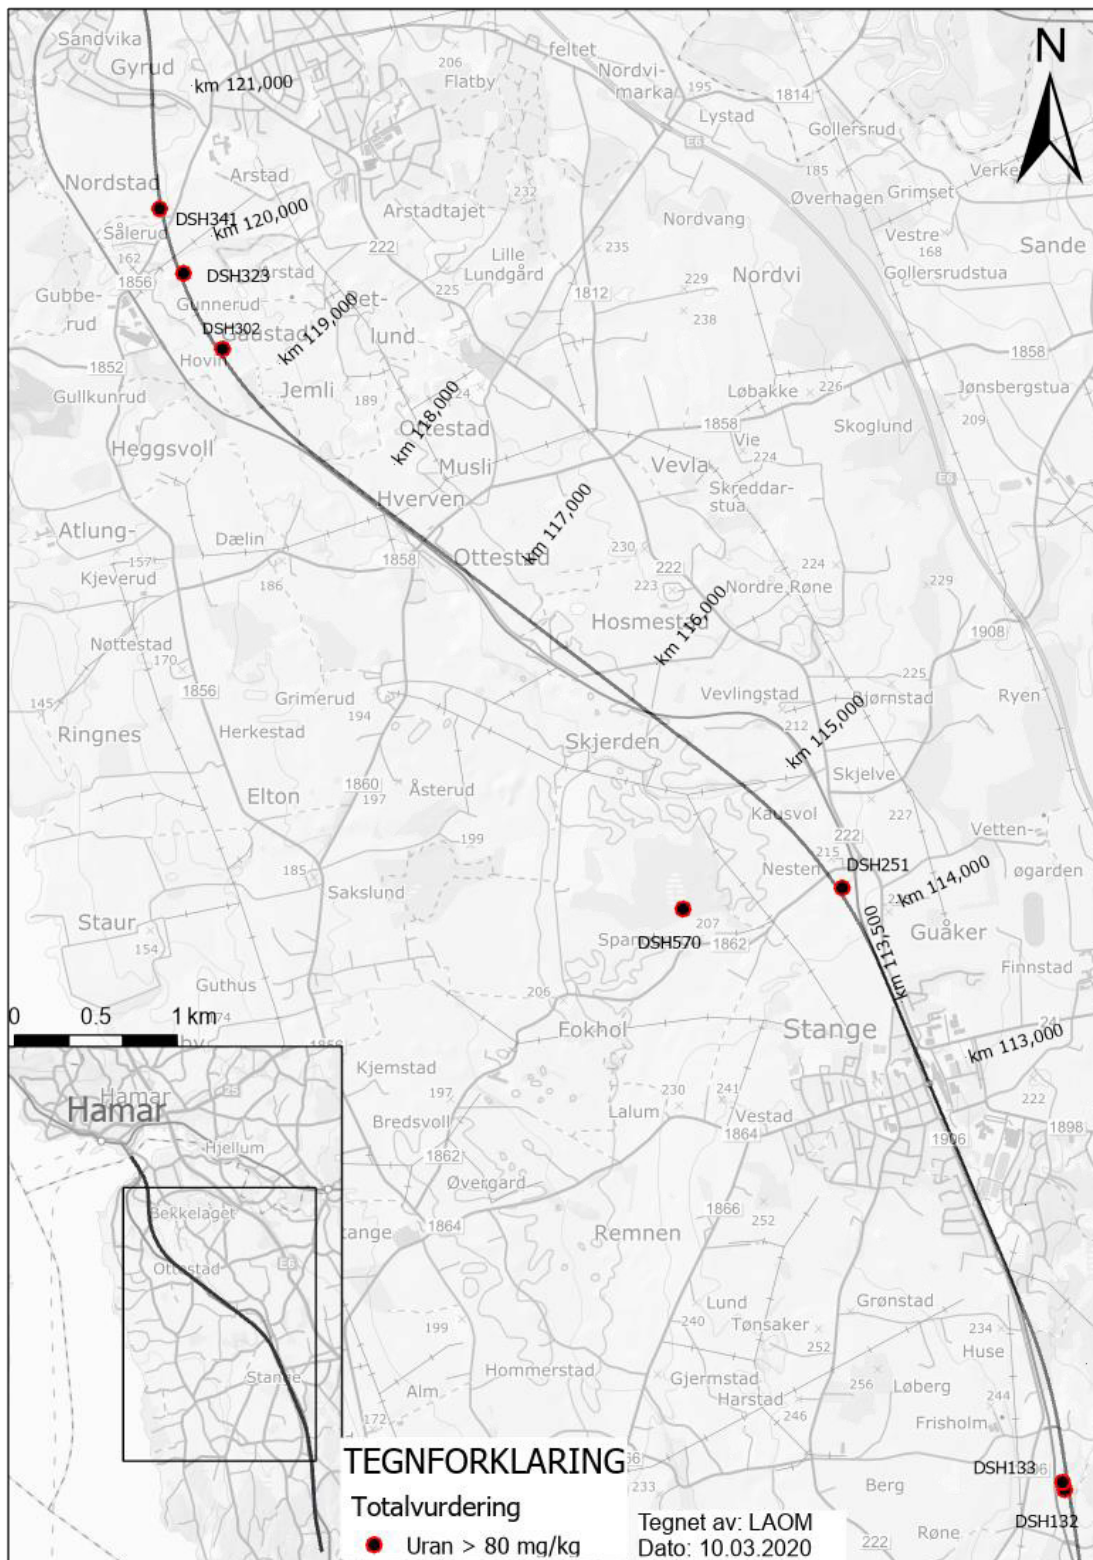 Sandvika
Gyrud
206
Flatby
feltet
Nordvi-
marka
195
1814
N
km 121,000
Lystad
Gollersrud
185
Verke
Nordstad
Arstad
232
Øverhagen
Grimset
DSH341
km 120,000
Arstadtajet
Nordvang
Vestre
168
Sande
Sålerud
162
222
Lille
Lundgård
235
Gollersrudstua
DSH323
1856
Gubbe-
rud
Gunnerud
225
229
Nordvi
1812
238
DSH302
km 119,000
lund
Hovin
1852
1858
Gullkunrud
Jemli
189
Løbakke
226
Jønsbergstua
209
km 118,000
Ottestad
1858
Skoglund
Heggsvoll
Musli
Vie
224
Vevla
Skreddar-
stua
E6
Hverven
Atlung-
Dælin
km 117,000
157
1858
Ottestad
230
224
Kjeverud
186
222
223
Nordre Røne
229
Hosmestad
km 116,000
1908
Nøttestad
170
225
1856
Grimerud
Vevlingstad
Bjørnstad
Ryen
145
194
212
Ringnes
Herkestad
Skjerden
km 115,000
1860
197
Åsterud
Skjelve
Elton
Kausvol
227
199
222
Vetten-
215
185
Sakslund
Nesten
DSH251
km 114,000
øgarden
Staur
207
154
DSH570
1862
km 113,500
Guåker
Finnstad
Guthus
206
0 0.5 1 km
Fokhol
Stange
24
km 113,000
Kjemstad
197
230
241
222
Hamar
Hamar
Bredsvoll
Lalum
Vestad
1864
1898
Hjellum
1862
1906
Øvergard
1866
Bekkelaget
1864
Remnen
252
E6
Ottestad
Lund
Grønstad
199
240
Tønsaker
234
Huse
252
Stange
Hommerstad
Gjermstad
256
Løberg
244
Alm
Harstad
246
Frisholm
172
TEGNFORKLARING
DSH133
233
Berg
Totalvurdering
DSH132
Tegnet av: LAOM
222
Røne
Uran > 80 mg/kg
Dato: 10.03.2020